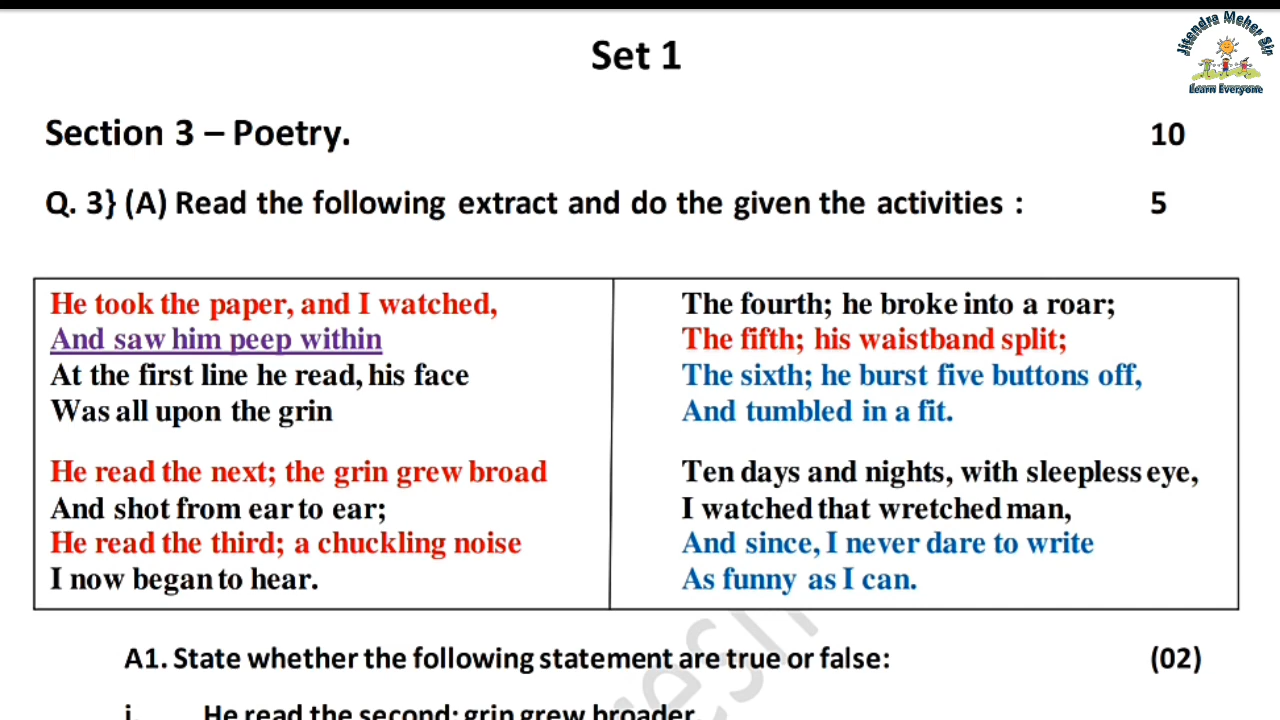 Jitendra Meher Sir
Learn Everyone
Set 1
Section 3 – Poetry. 10
Q. 3} (A) Read the following extract and do the given the activities : 5
He took the paper, and I watched,
And saw him peep within
At the first line he read, his face
Was all upon the grin
He read the next; the grin grew broad
And shot from ear to ear;
He read the third; a chuckling noise
I now began to hear.
The fourth; he broke into a roar;
The fifth; his waistband split;
The sixth; he burst five buttons off,
And tumbled in a fit.
Ten days and nights, with sleepless eye,
I watched that wretched man,
And since, I never dare to write
As funny as I can.
A1. State whether the following statement are true or false: (02)
i. He read the second; grin grew broader.